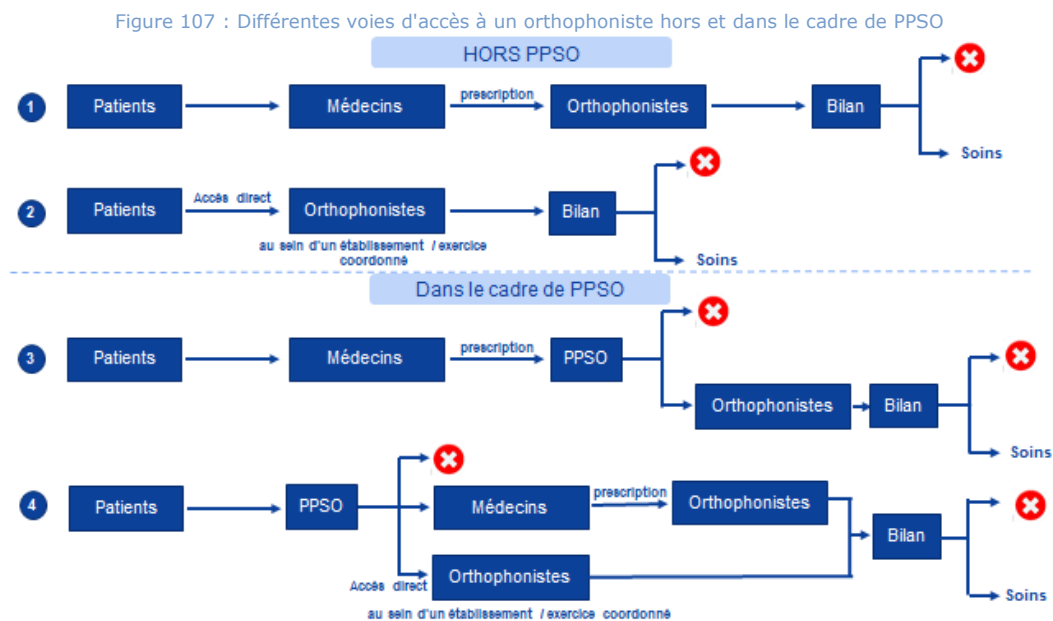 Figure 107 : Différentes voies d'accès à un orthophoniste hors et dans le cadre de PPSO
HORS PPSO
1
Patients
Médecins
prescription
Orthophonistes
Bilan
Soins
2
Patients
Accès direct
Orthophonistes
au sein d'un établissement / exercice
coordonné
Bilan
Soins
Dans le cadre de PPSO
3
Patients
Médecins
prescription
PPSO
Orthophonistes
Bilan
Soins
4
Patients
PPSO
Médecins
prescription
Orthophonistes
Accès direct
Orthophonistes
au sein d'un établissement / exercice coordonné
Bilan
Soins